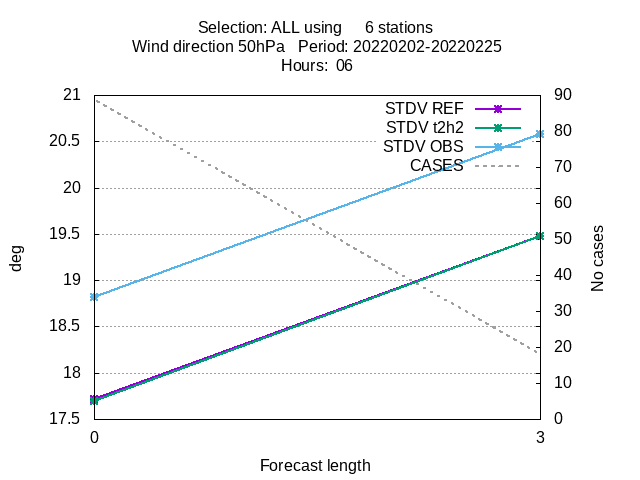 Selection: ALL using 6 stations
Wind direction 50hPa Period: 20220202-20220225
Hours: 06
21
20.5
20
19.5
19
18.5
18
17.5
90
80
70
60
50
40
30
20
10
0
STDV REF
STDV t2h2
STDV OBS
CASES
deg
No cases
0
3
Forecast length